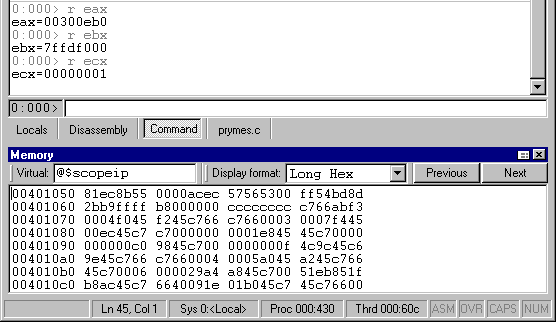 0:000> r eax
eax=00300eb0
0:000> r ebx
ebx=7ffdf000
0:000> r ecx
ecx=00000001
0:000>
Locals Disassembly Command prymes.c
Memory
Virtual: @$scopeip Display format: Long Hex Previous Next
00401050 81ec8b55 0000acec 57565300 ff54bd8d
00401060 2bb9ffff b8000000 cccccccc c766abf3
00401070 0004f045 f245c766 c7660003 0007f445
00401080 00ec45c7 c7000000 0001e845 45c70000
00401090 000000c0 9845c700 0000000f 4c9c45c6
004010a0 9e45c766 c7660004 0005a045 a245c766
004010b0 45c70006 000029a4 a845c700 51eb851f
004010c0 b8ac45c7 6640091e 01b045c7 45c76600
Ln 45, Col 1 Sys 0:<Local> Proc 000:430 Thrd 000:60c ASM OVR CAPS NUM